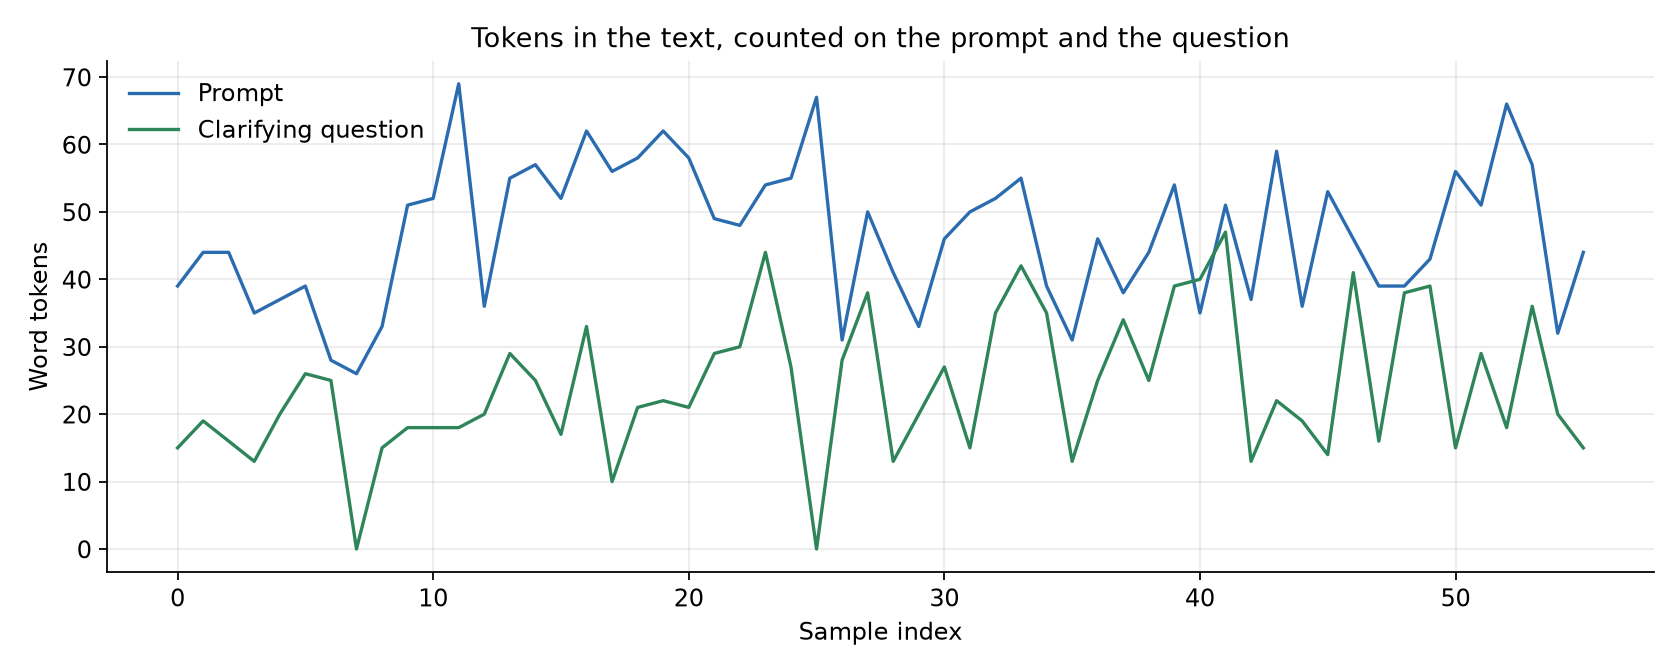 Tokens in the text, counted on the prompt and the question
Prompt
Clarifying question
Word tokens
70
60
50
40
30
20
10
0
0 10 20 30 40 50
Sample index